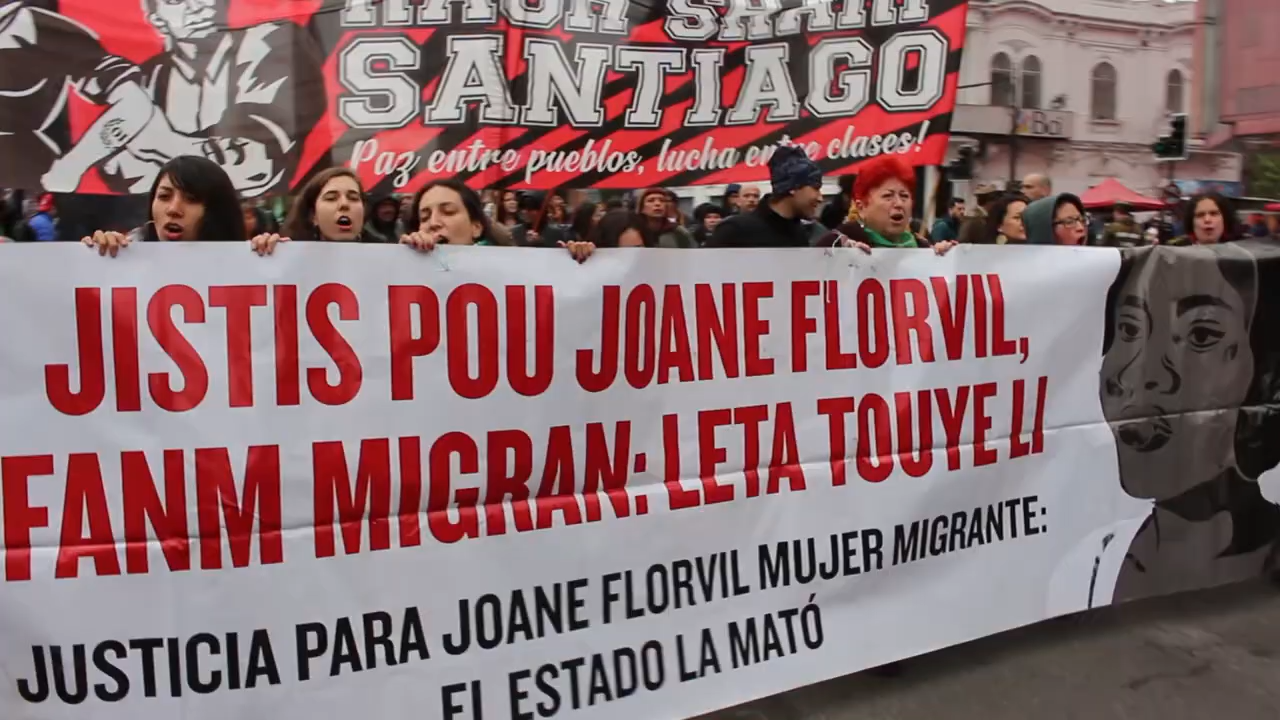 SANTIAGO
Paz entre pueblos, lucha entre clases!
JISTIS POU JOANE FLORVIL,
FANM MIGRAN: LETA TOUYE LI
JUSTICIA PARA JOANE FLORVIL MUJER MIGRANTE:
EL ESTADO LA MATÓ